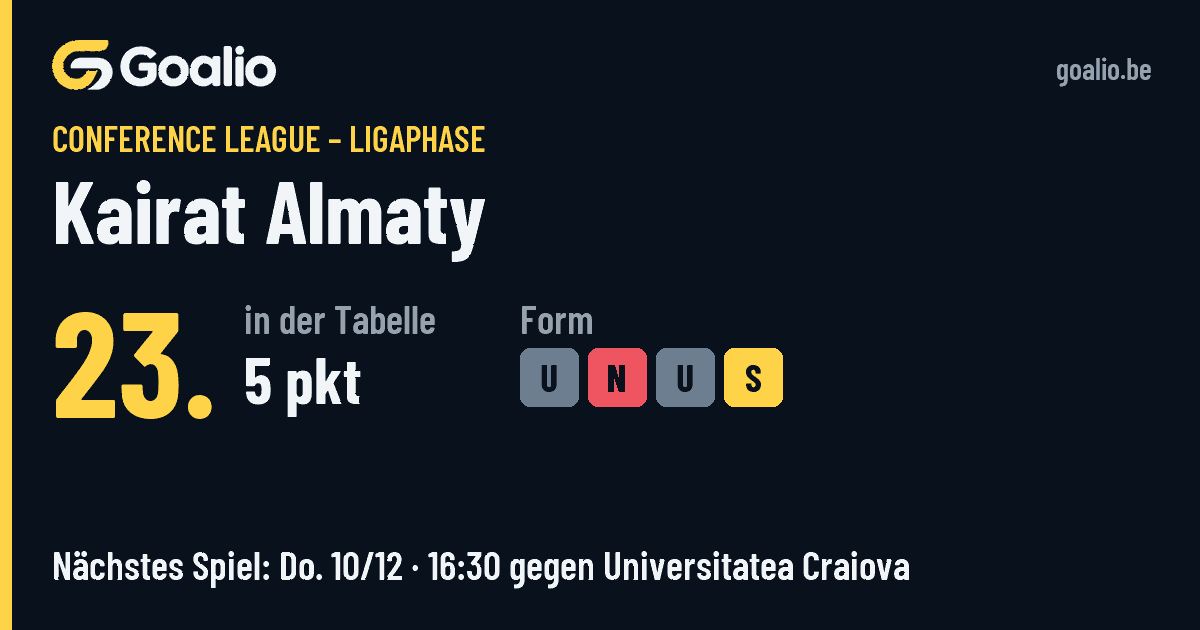 Goalio
goalio.be
CONFERENCE LEAGUE – LIGAPHASE
Kairat Almaty
23.
in der Tabelle
5 pkt
Form
U N U S
Nächstes Spiel: Do. 10/12 · 16:30 gegen Universitatea Craiova